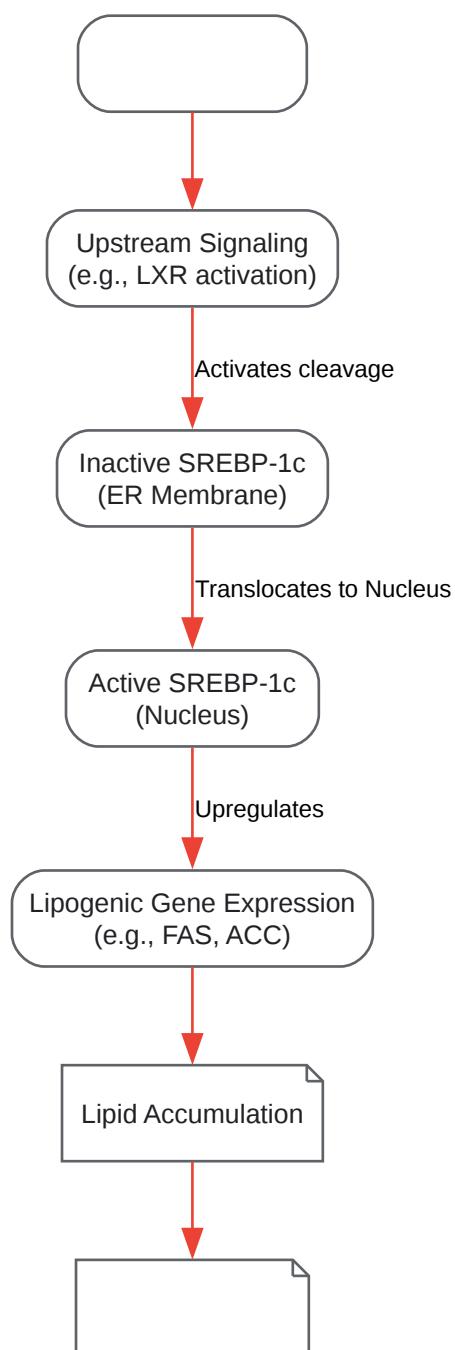 Upstream Signaling
(e.g., LXR activation)
Activates cleavage
Inactive SREBP-1c
(ER Membrane)
Translocates to Nucleus
Active SREBP-1c
(Nucleus)
Upregulates
Lipogenic Gene Expression
(e.g., FAS, ACC)
Lipid Accumulation